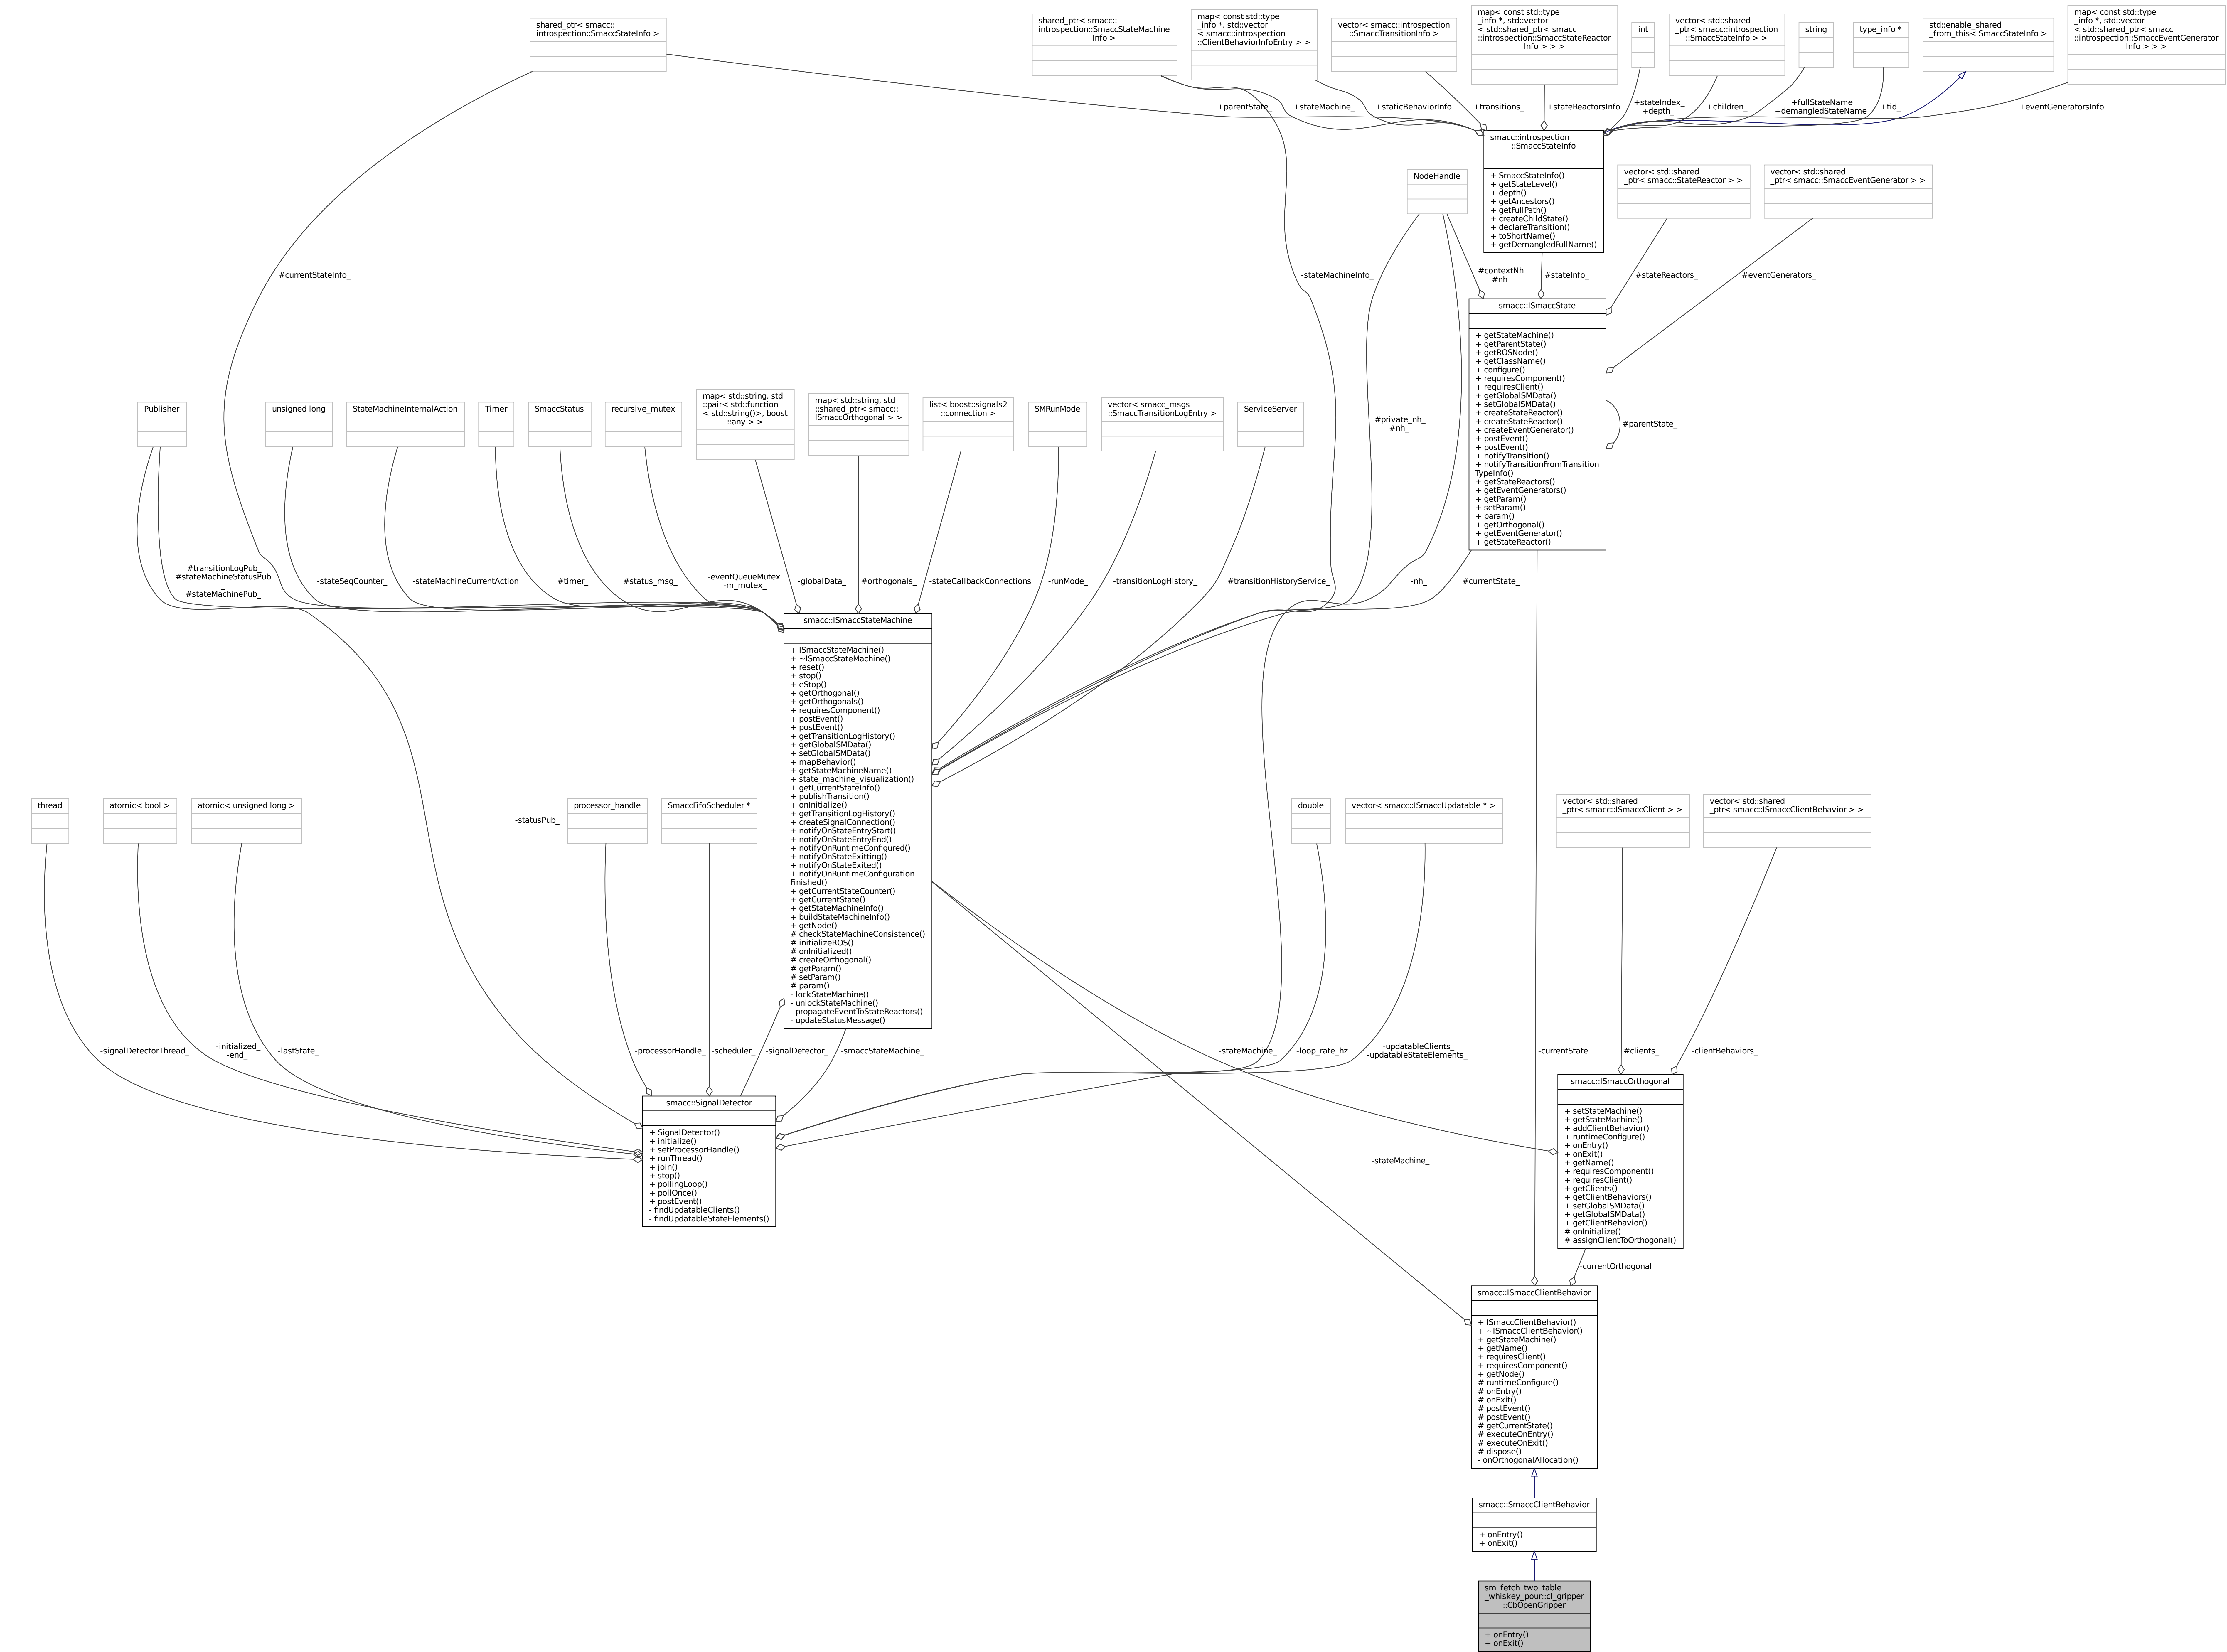 shared_ptr< smacc::
introspection::SmaccStateInfo >
shared_ptr< smacc::
introspection::SmaccStateMachine
Info >
map< const std::type
_info *, std::vector
< smacc::introspection
::ClientBehaviorInfoEntry > >
vector< smacc::introspection
::SmaccTransitionInfo >
map< const std::type
_info *, std::vector
< std::shared_ptr< smacc
::introspection::SmaccStateReactor
Info > > >
int
vector< std::shared
_ptr< smacc::introspection
::SmaccStateInfo > >
string
type_info *
std::enable_shared
_from_this< SmaccStateInfo >
map< const std::type
_info *, std::vector
< std::shared_ptr< smacc
::introspection::SmaccEventGenerator
Info > > >
+parentState_
+stateMachine_
+staticBehaviorInfo
+transitions_
+stateReactorsInfo
+stateIndex_
+depth_
+children_
+fullStateName
+demangledStateName
+tid_
+eventGeneratorsInfo
smacc::introspection
::SmaccStateInfo
+ SmaccStateInfo()
+ getStateLevel()
+ depth()
+ getAncestors()
+ getFullPath()
+ createChildState()
+ declareTransition()
+ toShortName()
+ getDemangledFullName()
NodeHandle
vector< std::shared
_ptr< smacc::StateReactor > >
vector< std::shared
_ptr< smacc::SmaccEventGenerator > >
#currentStateInfo_
-stateMachineInfo_
#contextNh
#nh
#stateInfo_
#stateReactors_
#eventGenerators_
smacc::ISmaccState
+ getStateMachine()
+ getParentState()
+ getROSNode()
+ getClassName()
+ configure()
+ requiresComponent()
+ requiresClient()
+ getGlobalSMData()
+ setGlobalSMData()
+ createStateReactor()
+ createStateReactor()
+ createEventGenerator()
+ postEvent()
+ postEvent()
+ notifyTransition()
+ notifyTransitionFromTransition
TypeInfo()
+ getStateReactors()
+ getEventGenerators()
+ getParam()
+ setParam()
+ param()
+ getOrthogonal()
+ getEventGenerator()
+ getStateReactor()
#parentState_
#private_nh_
#nh_
Publisher
unsigned long
StateMachineInternalAction
Timer
SmaccStatus
recursive_mutex
map< std::string, std
::pair< std::function
< std::string()>, boost
::any > >
map< std::string, std
::shared_ptr< smacc::
ISmaccOrthogonal > >
list< boost::signals2
::connection >
SMRunMode
vector< smacc_msgs
::SmaccTransitionLogEntry >
ServiceServer
#transitionLogPub_
#stateMachineStatusPub
_
#stateMachinePub_
-stateSeqCounter_
-stateMachineCurrentAction
#timer_
#status_msg_
-eventQueueMutex_
-m_mutex_
-globalData_
#orthogonals_
-stateCallbackConnections
-runMode_
-transitionLogHistory_
#transitionHistoryService_
-nh_
#currentState_
smacc::ISmaccStateMachine
+ ISmaccStateMachine()
+ ~ISmaccStateMachine()
+ reset()
+ stop()
+ eStop()
+ getOrthogonal()
+ getOrthogonals()
+ requiresComponent()
+ postEvent()
+ postEvent()
+ getTransitionLogHistory()
+ getGlobalSMData()
+ setGlobalSMData()
+ mapBehavior()
+ getStateMachineName()
+ state_machine_visualization()
+ getCurrentStateInfo()
+ publishTransition()
+ onInitialize()
+ getTransitionLogHistory()
+ createSignalConnection()
+ notifyOnStateEntryStart()
+ notifyOnStateEntryEnd()
+ notifyOnRuntimeConfigured()
+ notifyOnStateExitting()
+ notifyOnStateExited()
+ notifyOnRuntimeConfiguration
Finished()
+ getCurrentStateCounter()
+ getCurrentState()
+ getStateMachineInfo()
+ buildStateMachineInfo()
+ getNode()
# checkStateMachineConsistence()
# initializeROS()
# onInitialized()
# createOrthogonal()
# getParam()
# setParam()
# param()
- lockStateMachine()
- unlockStateMachine()
- propagateEventToStateReactors()
- updateStatusMessage()
thread
atomic< bool >
atomic< unsigned long >
-statusPub_
processor_handle
SmaccFifoScheduler *
double
vector< smacc::ISmaccUpdatable * >
vector< std::shared
_ptr< smacc::ISmaccClient > >
vector< std::shared
_ptr< smacc::ISmaccClientBehavior > >
-signalDetectorThread_
-initialized_
-end_
-lastState_
-processorHandle_
-scheduler_
-signalDetector_
-smaccStateMachine_
-stateMachine_
-loop_rate_hz
-updatableClients_
-updatableStateElements_
-currentState
#clients_
-clientBehaviors_
smacc::SignalDetector
+ SignalDetector()
+ initialize()
+ setProcessorHandle()
+ runThread()
+ join()
+ stop()
+ pollingLoop()
+ pollOnce()
+ postEvent()
- findUpdatableClients()
- findUpdatableStateElements()
smacc::ISmaccOrthogonal
+ setStateMachine()
+ getStateMachine()
+ addClientBehavior()
+ runtimeConfigure()
+ onEntry()
+ onExit()
+ getName()
+ requiresComponent()
+ requiresClient()
+ getClients()
+ getClientBehaviors()
+ setGlobalSMData()
+ getGlobalSMData()
+ getClientBehavior()
# onInitialize()
# assignClientToOrthogonal()
-stateMachine_
-currentOrthogonal
smacc::ISmaccClientBehavior
+ ISmaccClientBehavior()
+ ~ISmaccClientBehavior()
+ getStateMachine()
+ getName()
+ requiresClient()
+ requiresComponent()
+ getNode()
# runtimeConfigure()
# onEntry()
# onExit()
# postEvent()
# postEvent()
# getCurrentState()
# executeOnEntry()
# executeOnExit()
# dispose()
- onOrthogonalAllocation()
smacc::SmaccClientBehavior
+ onEntry()
+ onExit()
sm_fetch_two_table
_whiskey_pour::cl_gripper
::CbOpenGripper
+ onEntry()
+ onExit()